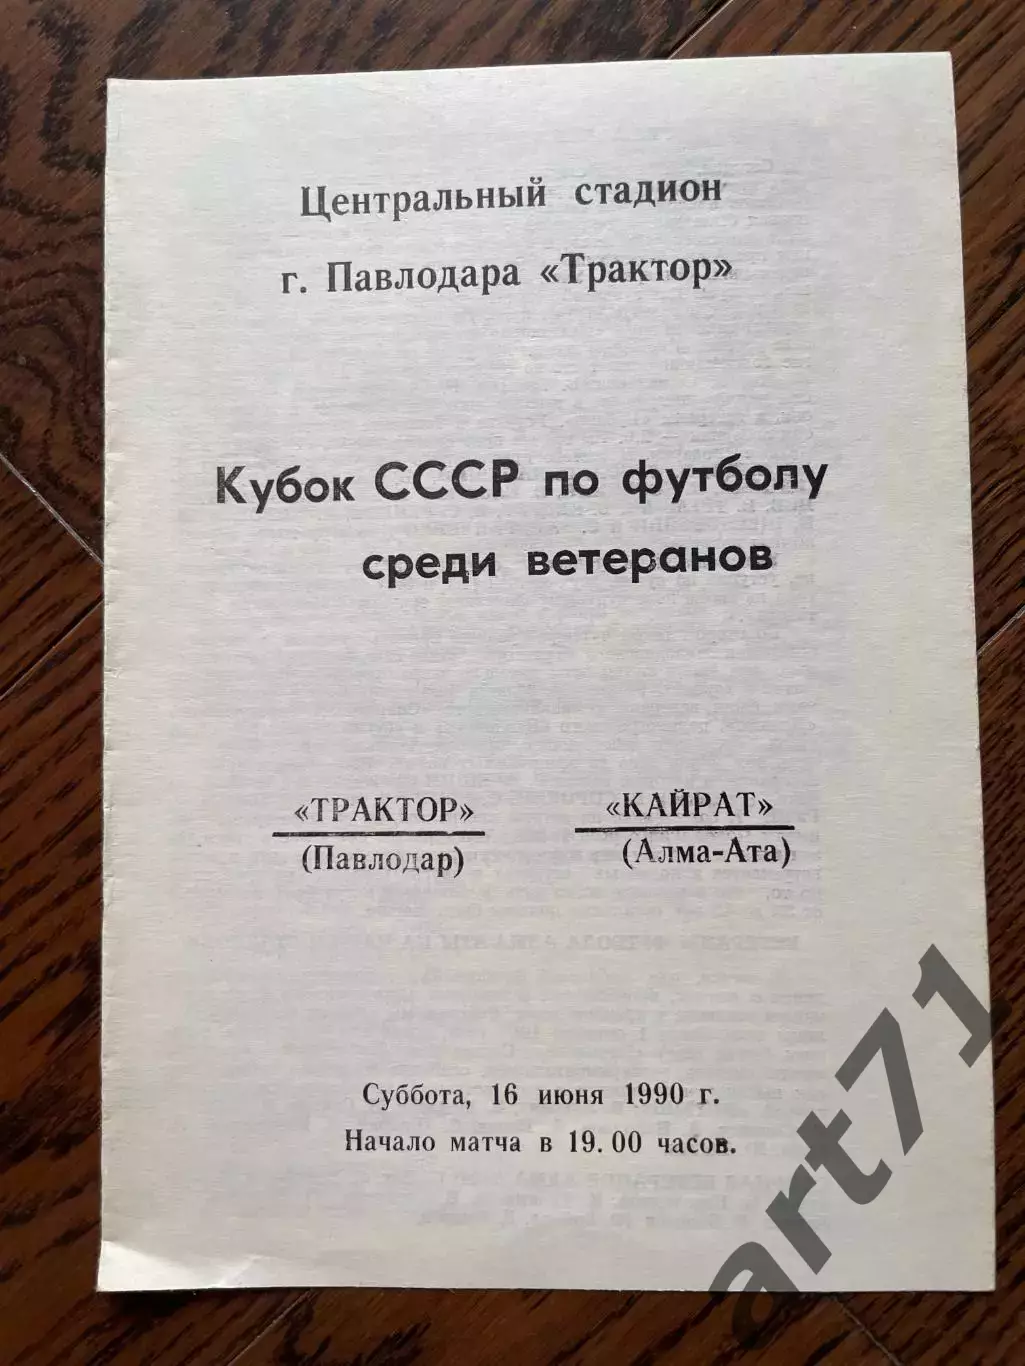 Центральный стадион
г. Павлодара «Трактор»
Кубок СССР по футболу
среди ветеранов
«ТРАКТОР»
(Павлодар)
«КАЙРАТ»
(Алма-Ата)
Суббота, 16 июня 1990 г.
Начало матча в 19.00 часов.
art71